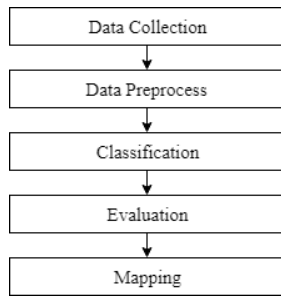 Data Collection
Data Preprocess
Classification
Evaluation
Mapping